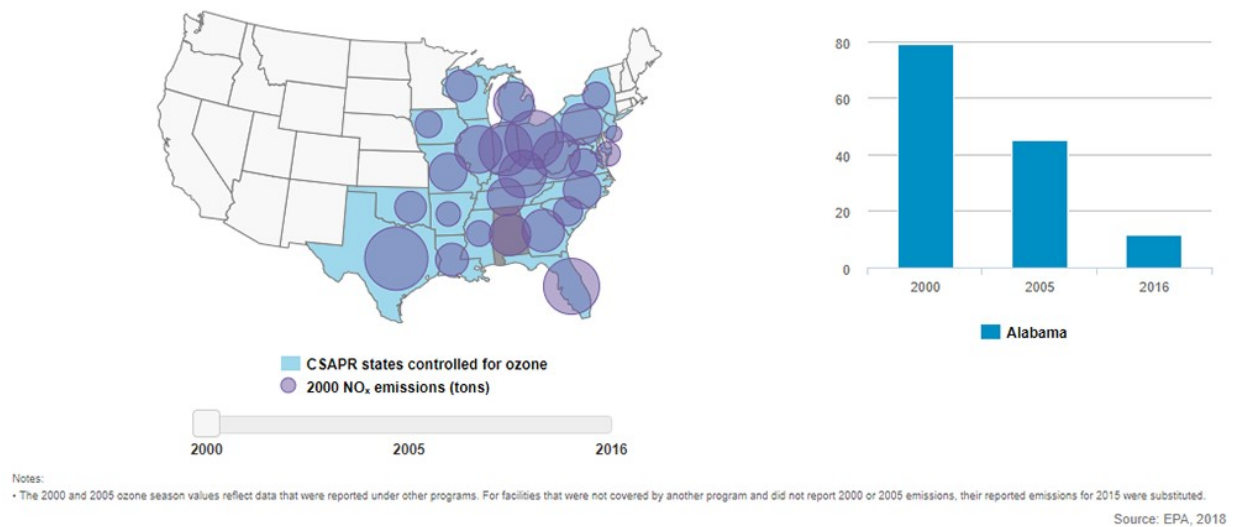 80
60
40
20
0
2000 2005 2016
Alabama
CSAPR states controlled for ozone
2000 NOₓ emissions (tons)
2000 2005 2016
Notes:
• The 2000 and 2005 ozone season values reflect data that were reported under other programs. For facilities that were not covered by another program and did not report 2000 or 2005 emissions, their reported emissions for 2015 were substituted.
Source: EPA, 2018